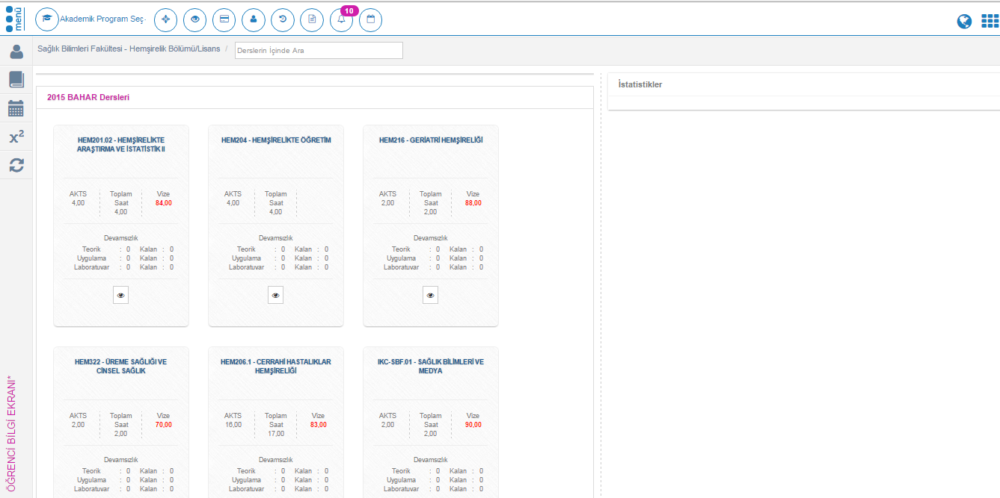 menü
Akademik Program Seç-
10
Sağlık Bilimleri Fakültesi - Hemşirelik Bölümü/Lisans /
Derslerin İçinde Ara
x²
ÖĞRENCİ BİLGİ EKRANI*
2015 BAHAR Dersleri
HEM201.02 - HEMŞİRELİKTE
ARAŞTIRMA VE İSTATİSTİK II
AKTS
4,00
Toplam
Saat
4,00
Vize
84,00
Devamsızlık
Teorik : 0 Kalan : 0
Uygulama : 0 Kalan : 0
Laboratuvar : 0 Kalan : 0
HEM204 - HEMŞİRELİKTE ÖĞRETİM
AKTS
4,00
Toplam
Saat
4,00
Devamsızlık
Teorik : 0 Kalan : 0
Uygulama : 0 Kalan : 0
Laboratuvar : 0 Kalan : 0
HEM216 - GERİATRİ HEMŞİRELİĞİ
AKTS
2,00
Toplam
Saat
2,00
Vize
88,00
Devamsızlık
Teorik : 0 Kalan : 0
Uygulama : 0 Kalan : 0
Laboratuvar : 0 Kalan : 0
HEM322 - ÜREME SAĞLIĞI VE
CİNSEL SAĞLIK
AKTS
2,00
Toplam
Saat
2,00
Vize
70,00
Devamsızlık
Teorik : 0 Kalan : 0
Uygulama : 0 Kalan : 0
Laboratuvar : 0 Kalan : 0
HEM206.1 - CERRAHİ HASTALIKLAR
HEMŞİRELİĞİ
AKTS
16,00
Toplam
Saat
17,00
Vize
83,00
Devamsızlık
Teorik : 0 Kalan : 0
Uygulama : 0 Kalan : 0
Laboratuvar : 0 Kalan : 0
IKC-SBF.01 - SAĞLIK BİLİMLERİ VE
MEDYA
AKTS
2,00
Toplam
Saat
2,00
Vize
90,00
Devamsızlık
Teorik : 0 Kalan : 0
Uygulama : 0 Kalan : 0
Laboratuvar : 0 Kalan : 0
İstatistikler